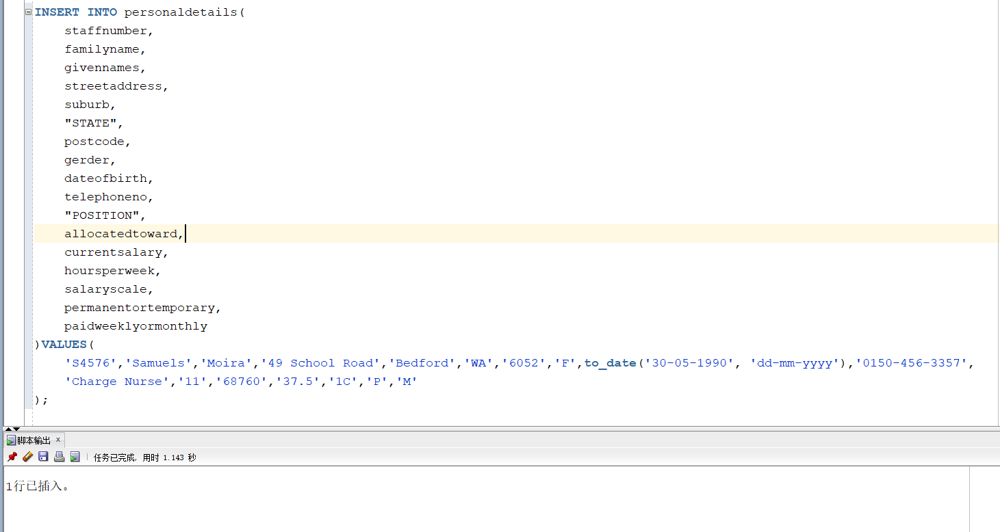 INSERT INTO personaldetails(
staffnumber,
familyname,
givennames,
streetaddress,
suburb,
"STATE",
postcode,
gerder,
dateofbirth,
telephoneno,
"POSITION",
allocatedtoward,
currentsalary,
hoursperweek,
salaryscale,
permanentortemporary,
paidweeklyormonthly
)VALUES(
'S4576','Samuels','Moira','49 School Road','Bedford','WA','6052','F',to_date('30-05-1990', 'dd-mm-yyyy'),'0150-456-3357',
'Charge Nurse','11','68760','37.5','1C','P','M'
);
脚本输出 x
任务已完成, 用时 1.143 秒
1行已插入。